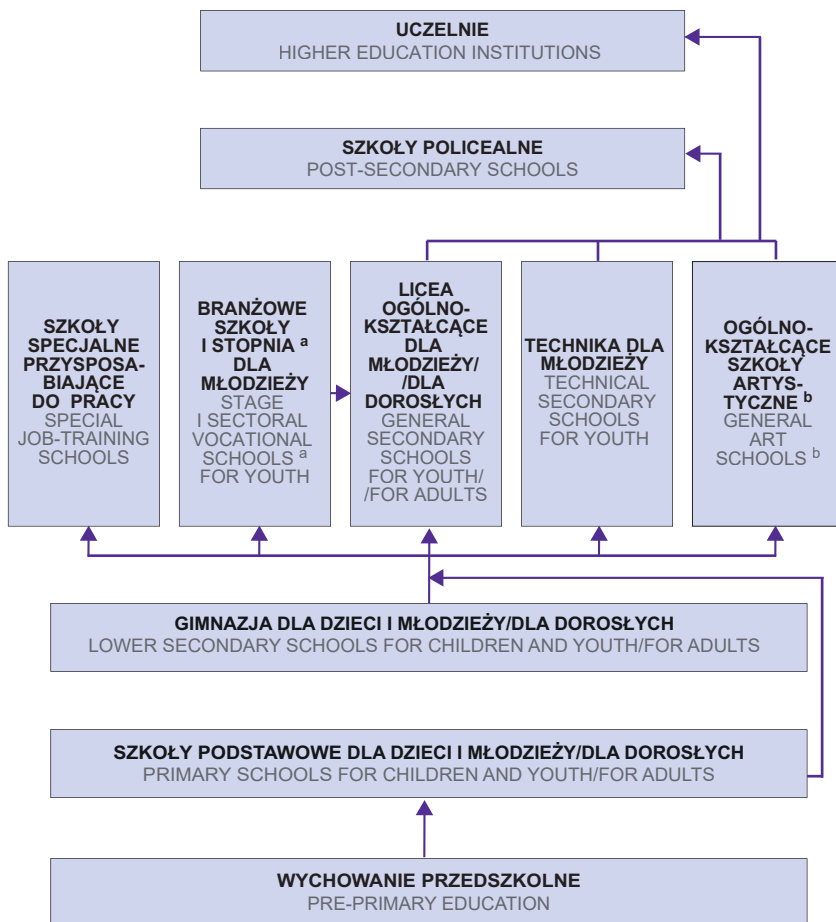 UCZELNIE
HIGHER EDUCATION INSTITUTIONS
SZKOŁY POLICEALNE
POST-SECONDARY SCHOOLS
SZKOŁY
SPECJALNE
PRZYSPOSA-
BIAJĄCE
DO PRACY
SPECIAL
JOB-TRAINING
SCHOOLS
BRANŻOWE
SZKOŁY
I STOPNIA a
DLA
MŁODZIEŻY
STAGE
I SECTORAL
VOCATIONAL
SCHOOLS a
FOR YOUTH
LICEA
OGÓLNO-
KSZTAŁCĄCE
DLA
MŁODZIEŻY/
/DLA
DOROSŁYCH
GENERAL
SECONDARY
SCHOOLS
FOR YOUTH/
/FOR ADULTS
TECHNIKA DLA
MŁODZIEŻY
TECHNICAL
SECONDARY
SCHOOLS
FOR YOUTH
OGÓLNO-
KSZTAŁCĄCE
SZKOŁY
ARTYS-
TYCZNE b
GENERAL
ART
SCHOOLS b
GIMNAZJA DLA DZIECI I MŁODZIEŻY/DLA DOROSŁYCH
LOWER SECONDARY SCHOOLS FOR CHILDREN AND YOUTH/FOR ADULTS
SZKOŁY PODSTAWOWE DLA DZIECI I MŁODZIEŻY/DLA DOROSŁYCH
PRIMARY SCHOOLS FOR CHILDREN AND YOUTH/FOR ADULTS
WYCHOWANIE PRZEDSZKOLNE
PRE-PRIMARY EDUCATION